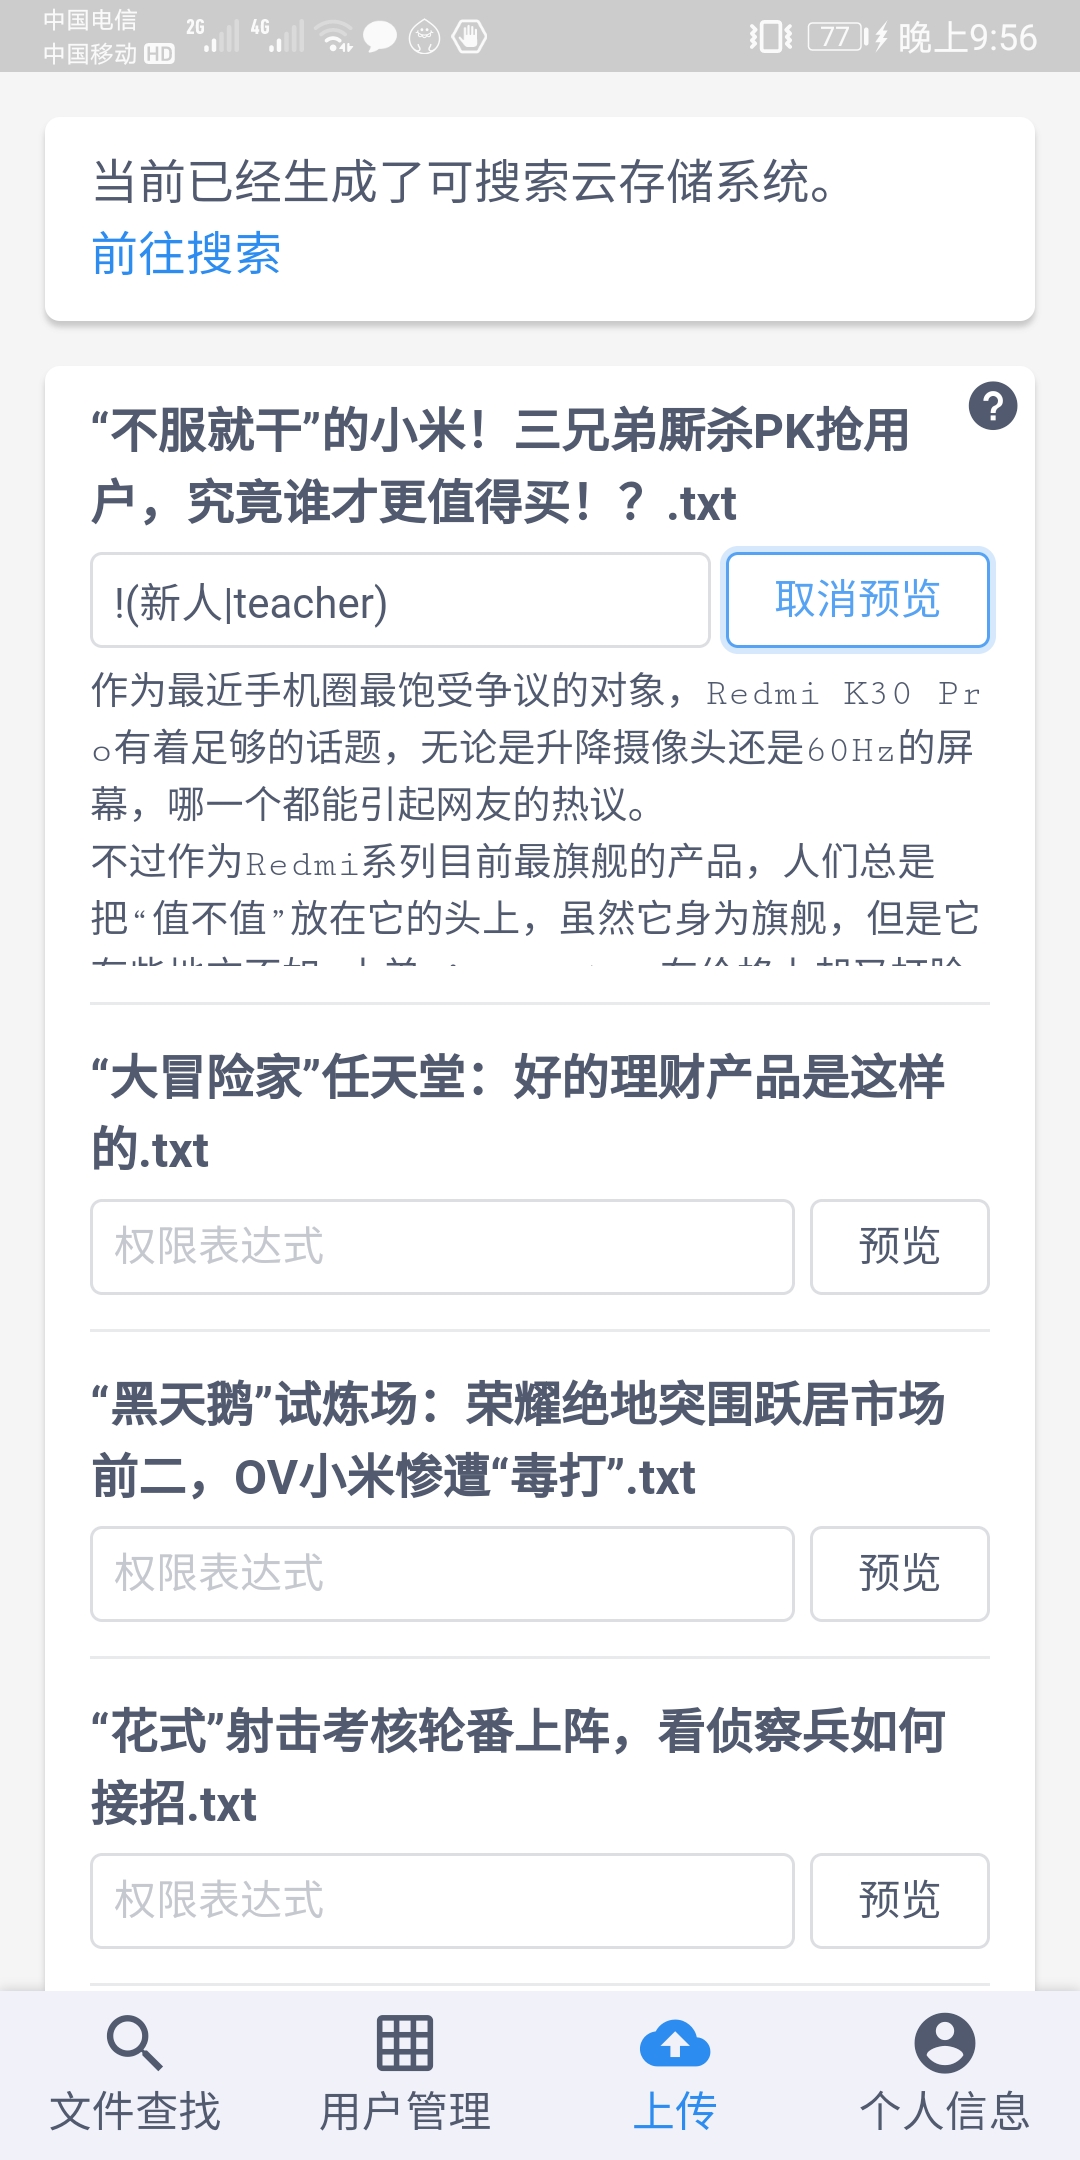 中国电信
中国移动 HD
2G 4G
77 晚上9:56
当前已经生成了可搜索云存储系统。
前往搜索
“不服就干”的小米！三兄弟厮杀PK抢用
户，究竟谁才更值得买！？.txt
!(新人|teacher)
取消预览
作为最近手机圈最饱受争议的对象，Redmi K30 Pr
o有着足够的话题，无论是升降摄像头还是60Hz的屏
幕，哪一个都能引起网友的热议。
不过作为Redmi系列目前最旗舰的产品，人们总是
把“值不值”放在它的头上，虽然它身为旗舰，但是它
“大冒险家”任天堂：好的理财产品是这样
的.txt
权限表达式
预览
“黑天鹅”试炼场：荣耀绝地突围跃居市场
前二，OV小米惨遭“毒打”.txt
权限表达式
预览
“花式”射击考核轮番上阵，看侦察兵如何
接招.txt
权限表达式
预览
文件查找
用户管理
上传
个人信息